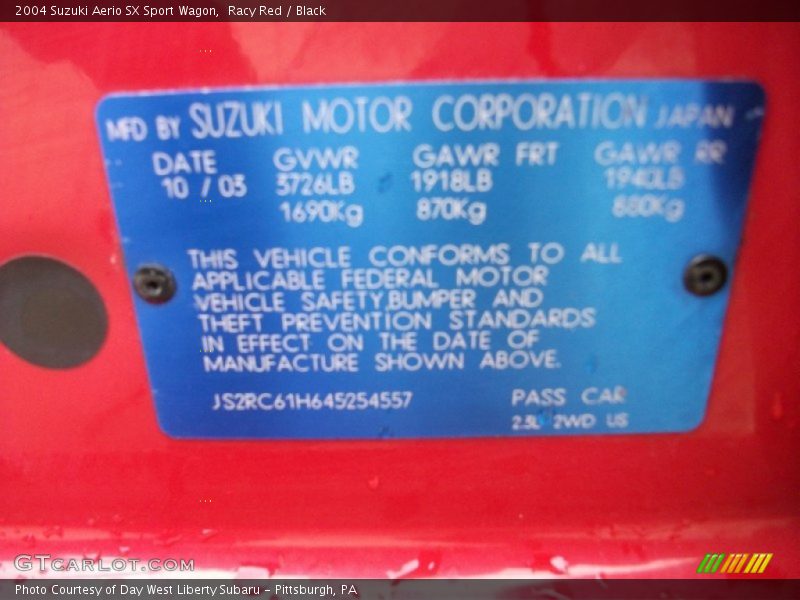 2004 Suzuki Aerio SX Sport Wagon, Racy Red / Black
MFD BY SUZUKI MOTOR CORPORATION JAPAN
DATE GVWR GAWR FRT GAWR RR
10 / 03 3726LB 1918LB 1940LB
1690Kg 870Kg 880Kg
THIS VEHICLE CONFORMS TO ALL
APPLICABLE FEDERAL MOTOR
VEHICLE SAFETY,BUMPER AND
THEFT PREVENTION STANDARDS
IN EFFECT ON THE DATE OF
MANUFACTURE SHOWN ABOVE.
JS2RC61H645254557 PASS CAR
2.3L 2WD US
GTcarlot.com
Photo Courtesy of Day West Liberty Subaru - Pittsburgh, PA